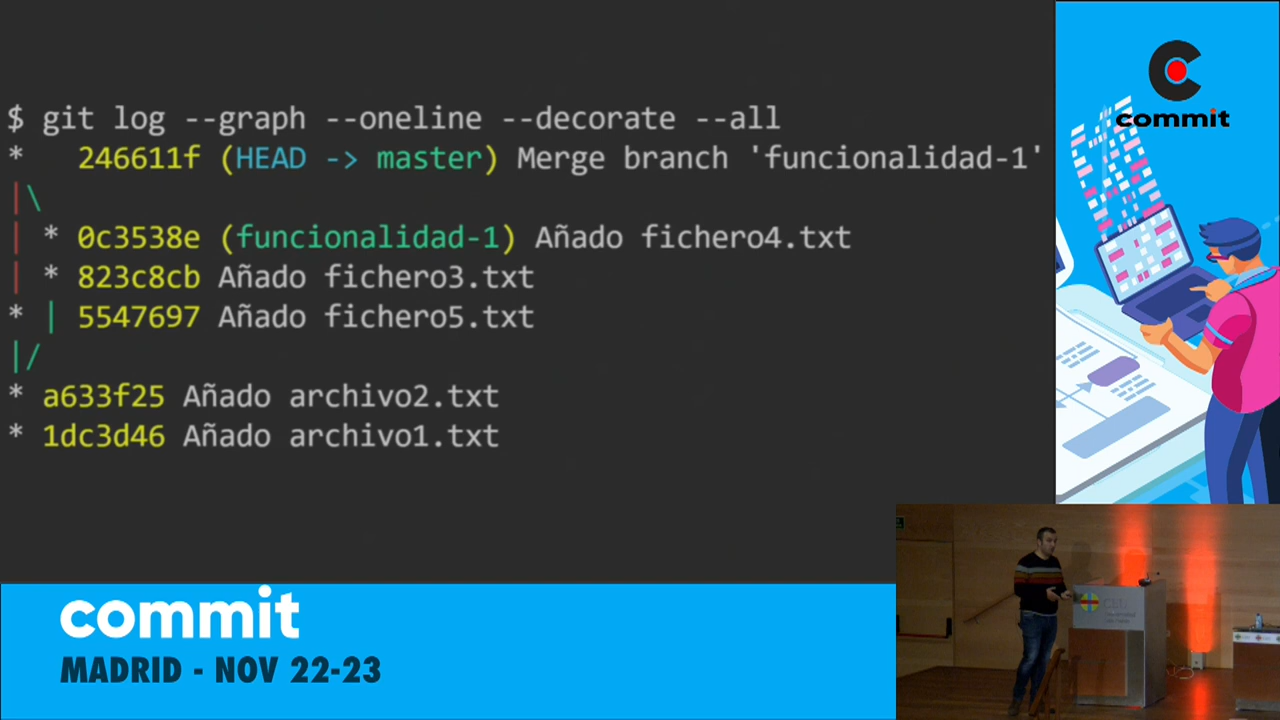 $ git log --graph --oneline --decorate --all
*   246611f (HEAD -> master) Merge branch 'funcionalidad-1'
|\
| * 0c3538e (funcionalidad-1) Añado fichero4.txt
| * 823c8cb Añado fichero3.txt
* | 5547697 Añado fichero5.txt
|/
* a633f25 Añado archivo2.txt
* 1dc3d46 Añado archivo1.txt
commit
commit
MADRID - NOV 22-23
CEU